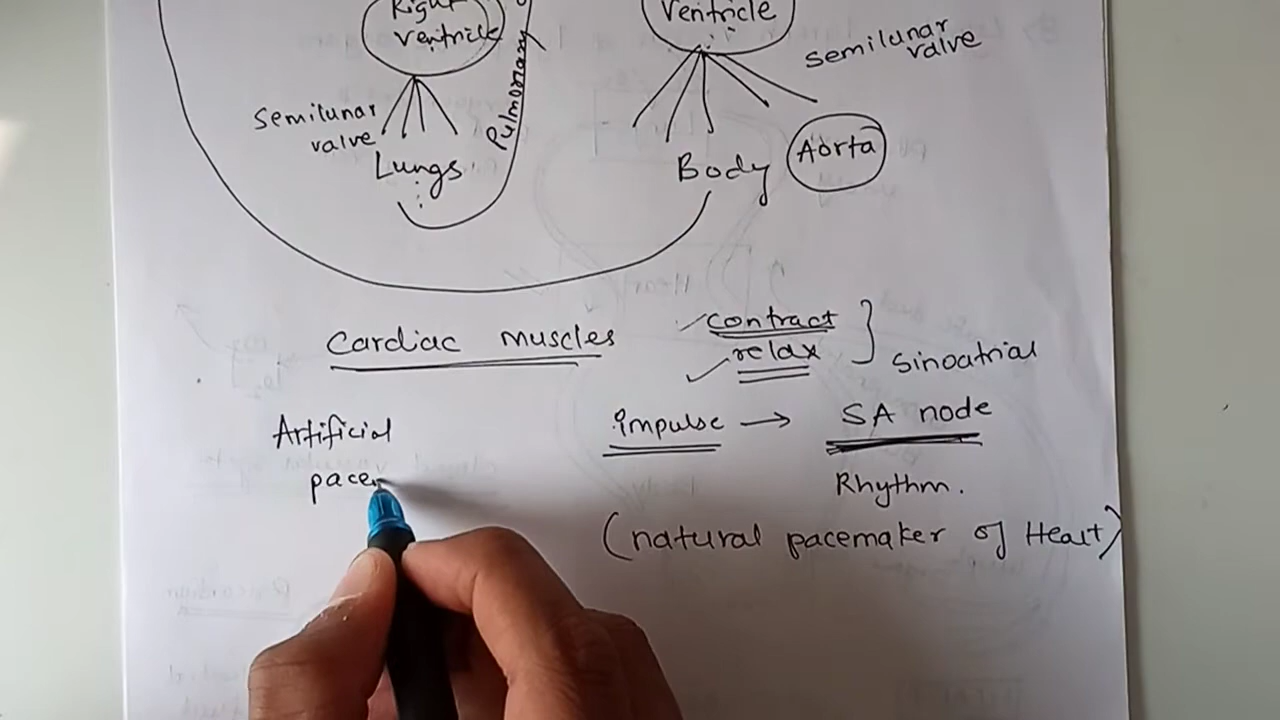 Right
ventricle
ventricle
semilunar
valve
Pulmonary
semilunar
valve
Lungs
Body
Aorta
Cardiac muscles
contract
relax
Sinoatrial
Artificial
impulse → SA node
pace
Rhythm.
(natural pacemaker of Heart)